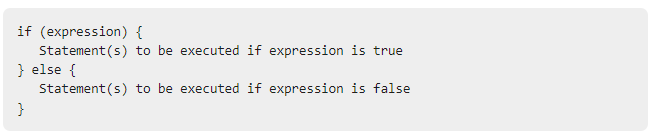 if (expression) {
   Statement(s) to be executed if expression is true
} else {
   Statement(s) to be executed if expression is false
}